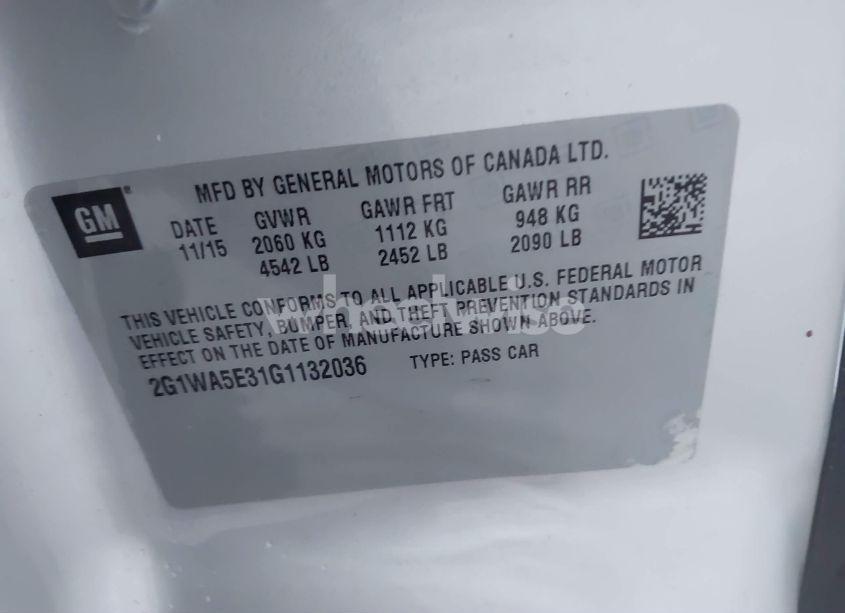 MFD BY GENERAL MOTORS OF CANADA LTD.
GM
DATE GVWR GAWR FRT GAWR RR
11/15 2060 KG 1112 KG 948 KG
4542 LB 2452 LB 2090 LB
THIS VEHICLE CONFORMS TO ALL APPLICABLE U.S. FEDERAL MOTOR
VEHICLE SAFETY, BUMPER, AND THEFT PREVENTION STANDARDS IN
EFFECT ON THE DATE OF MANUFACTURE SHOWN ABOVE.
2G1WA5E31G1132036 TYPE: PASS CAR
wheelwise